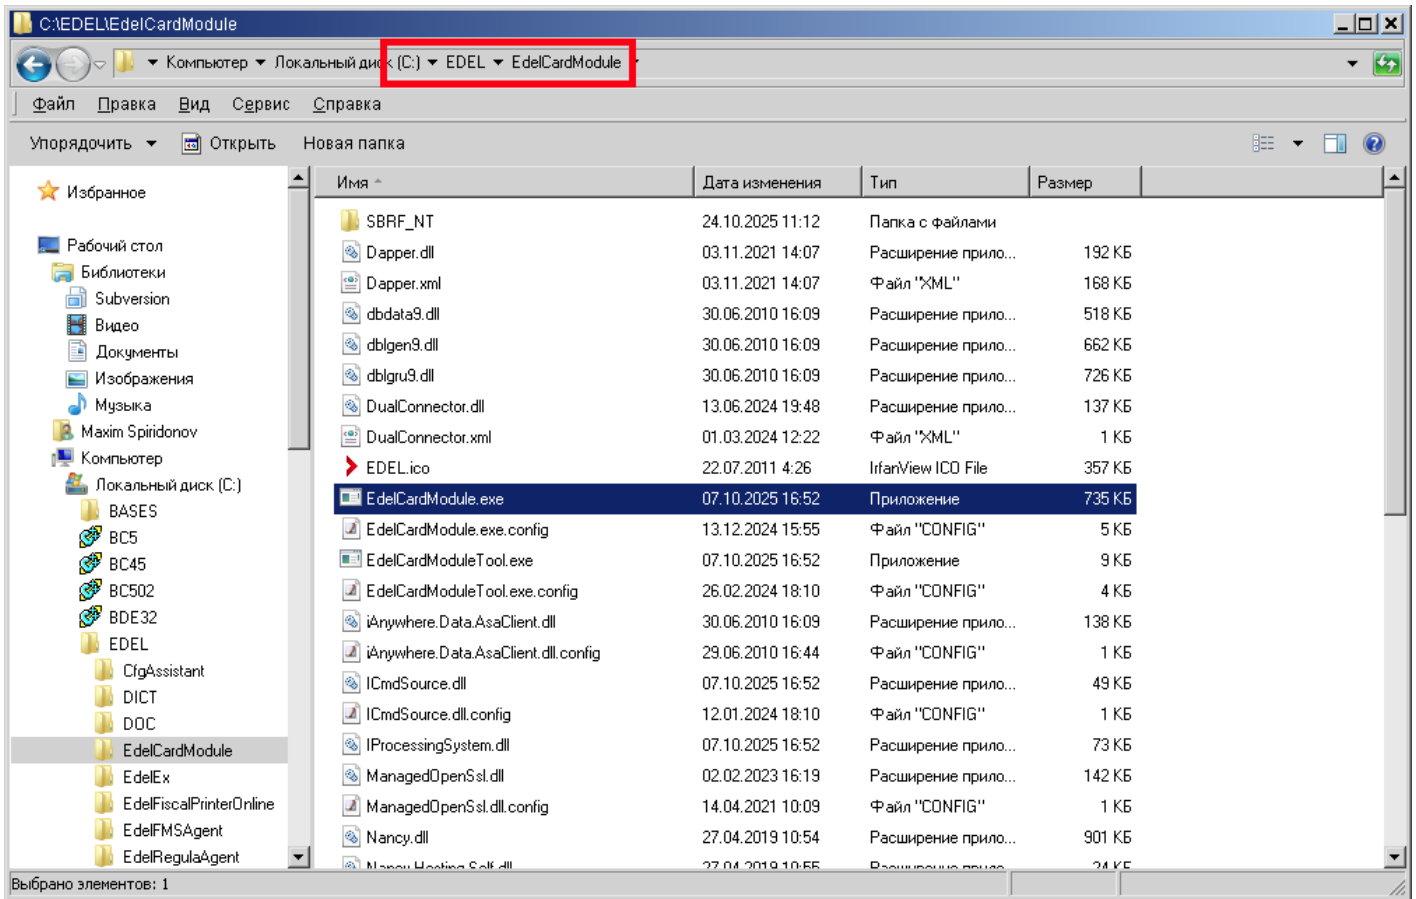 C:\EDEL\EdelCardModule
Компьютер Локальный диск (C:) EDEL EdelCardModule
Файл Правка Вид Сервис Справка
Упорядочить Открыть Новая папка
Избранное
Рабочий стол
Библиотеки
Subversion
Видео
Документы
Изображения
Музыка
Maxim Spiridonov
Компьютер
Локальный диск (C:)
BASES
BC5
BC45
BC502
BDE32
EDEL
CfgAssistant
DICT
DOC
EdelCardModule
EdelEx
EdelFiscalPrinterOnline
EdelFMSAgent
EdelRegulaAgent
Имя Дата изменения Тип Размер
SBRF_NT 24.10.2025 11:12 Папка с файлами
Dapper.dll 03.11.2021 14:07 Расширение прило... 192 КБ
Dapper.xml 03.11.2021 14:07 Файл "XML" 168 КБ
dbdata9.dll 30.06.2010 16:09 Расширение прило... 518 КБ
dblgen9.dll 30.06.2010 16:09 Расширение прило... 662 КБ
dblgru9.dll 30.06.2010 16:09 Расширение прило... 726 КБ
DualConnector.dll 13.06.2024 19:48 Расширение прило... 137 КБ
DualConnector.xml 01.03.2024 12:22 Файл "XML" 1 КБ
EDEL.ico 22.07.2011 4:26 IrfanView ICO File 357 КБ
EdelCardModule.exe 07.10.2025 16:52 Приложение 735 КБ
EdelCardModule.exe.config 13.12.2024 15:55 Файл "CONFIG" 5 КБ
EdelCardModuleTool.exe 07.10.2025 16:52 Приложение 9 КБ
EdelCardModuleTool.exe.config 26.02.2024 18:10 Файл "CONFIG" 4 КБ
iAnywhere.Data.AsaClient.dll 30.06.2010 16:09 Расширение прило... 138 КБ
iAnywhere.Data.AsaClient.dll.config 29.06.2010 16:44 Файл "CONFIG" 1 КБ
ICmdSource.dll 07.10.2025 16:52 Расширение прило... 49 КБ
ICmdSource.dll.config 12.01.2024 18:10 Файл "CONFIG" 1 КБ
IProcessingSystem.dll 07.10.2025 16:52 Расширение прило... 73 КБ
ManagedOpenSsl.dll 02.02.2023 16:19 Расширение прило... 142 КБ
ManagedOpenSsl.dll.config 14.04.2021 10:09 Файл "CONFIG" 1 КБ
Nancy.dll 27.04.2019 10:54 Расширение прило... 901 КБ
Nancy.Hosting.Self.dll 27.04.2019 10:55 Расширение прило... 24 КБ
Выбрано элементов: 1